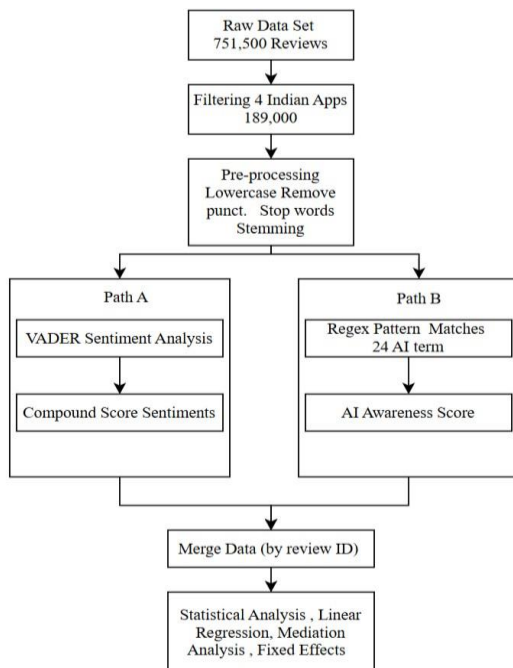 Raw Data Set
751,500 Reviews
Filtering 4 Indian Apps
189,000
Pre-processing
Lowercase Remove
punct. Stop words
Stemming
Path A
VADER Sentiment Analysis
Compound Score Sentiments
Path B
Regex Pattern Matches
24 AI term
AI Awareness Score
Merge Data (by review ID)
Statistical Analysis , Linear
Regression, Mediation
Analysis , Fixed Effects